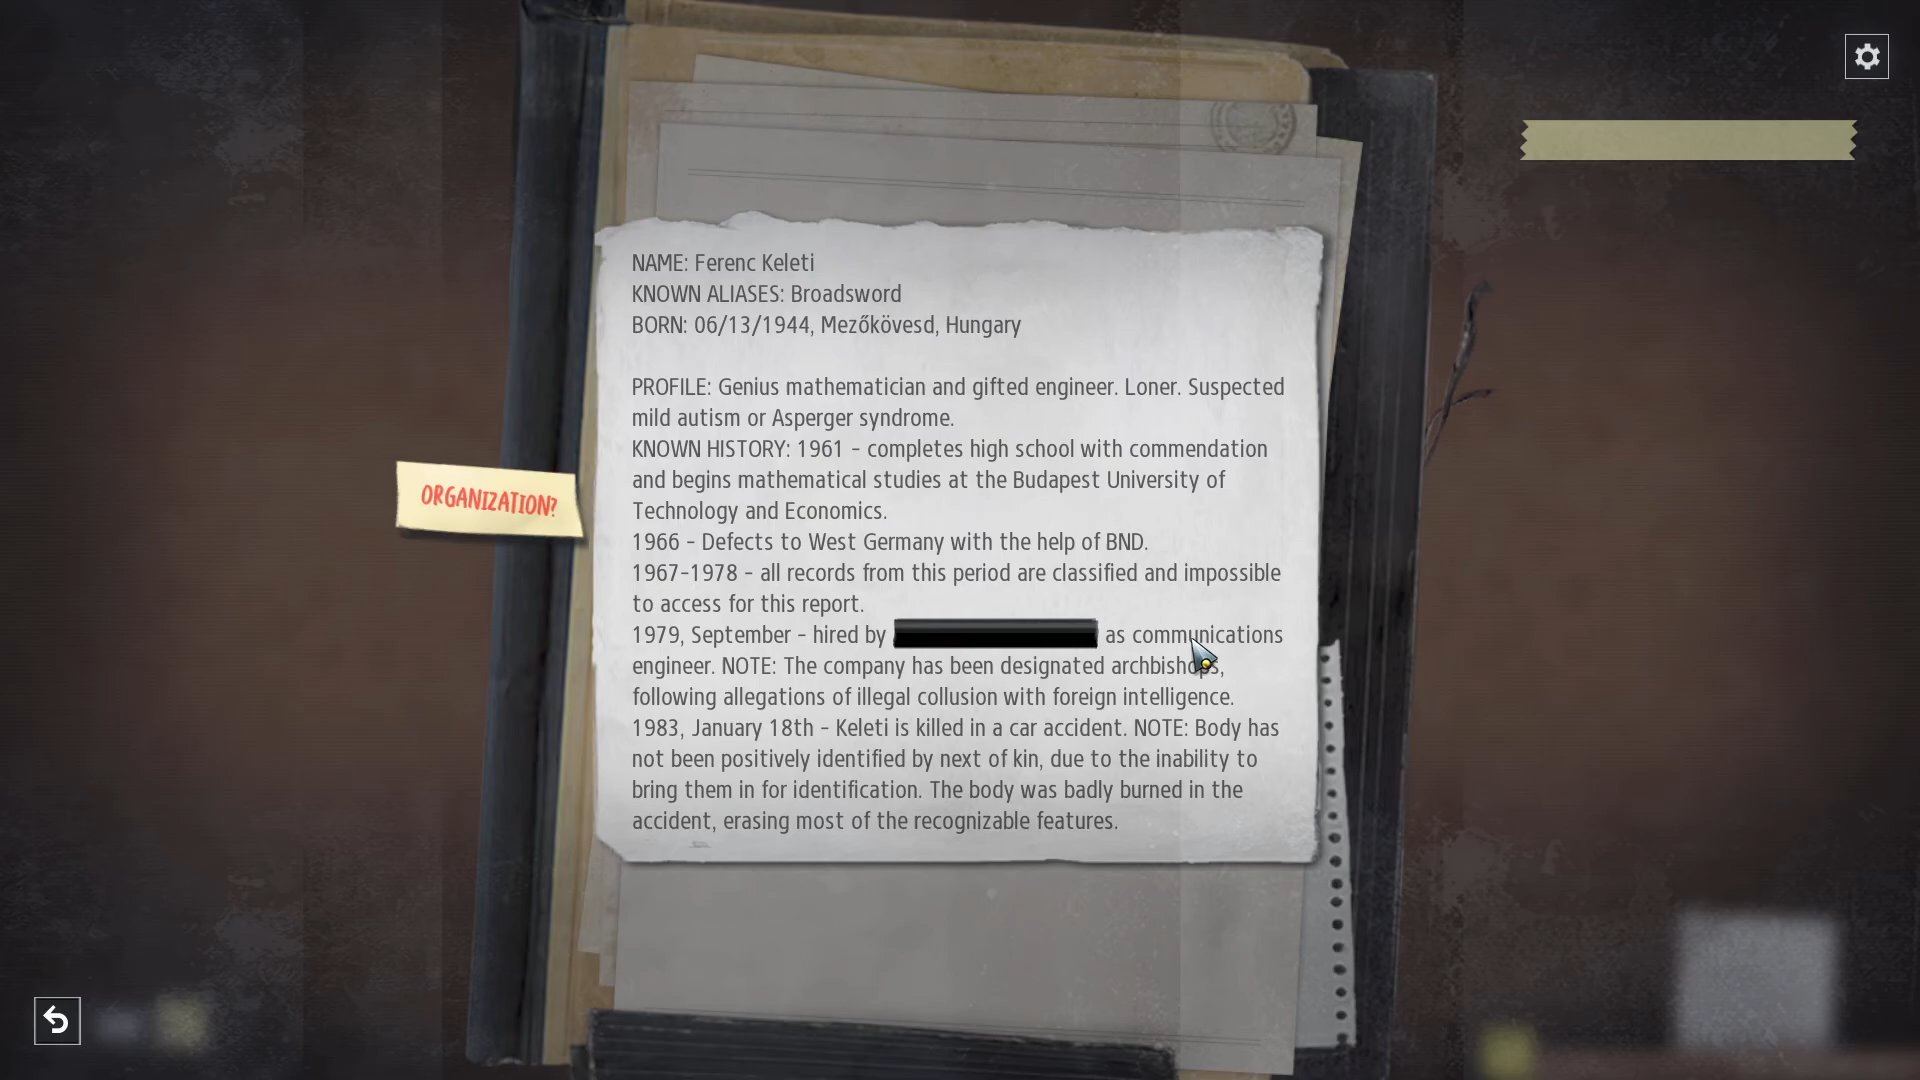 NAME: Ferenc Keleti
KNOWN ALIASES: Broadsword
BORN: 06/13/1944, Mezőkövesd, Hungary
PROFILE: Genius mathematician and gifted engineer. Loner. Suspected
mild autism or Asperger syndrome.
KNOWN HISTORY: 1961 - completes high school with commendation
and begins mathematical studies at the Budapest University of
Technology and Economics.
1966 - Defects to West Germany with the help of BND.
1967-1978 - all records from this period are classified and impossible
to access for this report.
1979, September - hired by as communications
engineer. NOTE: The company has been designated archbishops,
following allegations of illegal collusion with foreign intelligence.
1983, January 18th - Keleti is killed in a car accident. NOTE: Body has
not been positively identified by next of kin, due to the inability to
bring them in for identification. The body was badly burned in the
accident, erasing most of the recognizable features.
ORGANIZATION?